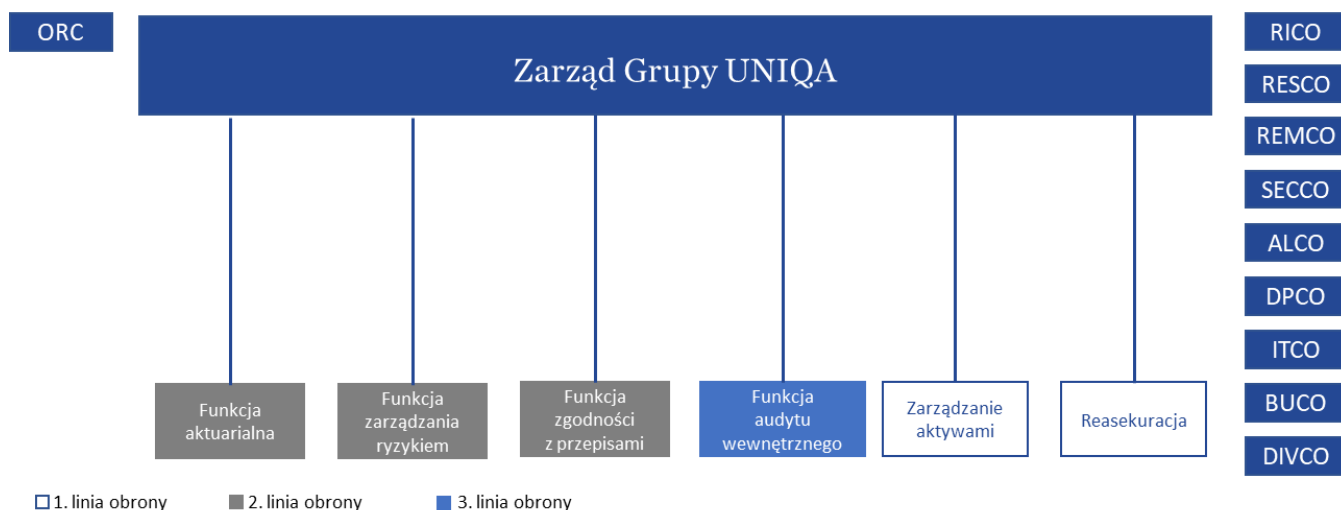 ORC
Zarząd Grupy UNIQA
RICO
RESCO
REMCO
SECCO
ALCO
DPCO
ITCO
BUCO
DIVCO
Funkcja
aktuarialna
Funkcja
zarządzania
ryzykiem
Funkcja
zgodności
z przepisami
Funkcja
audytu
wewnętrznego
Zarządzanie
aktywami
Reasekuracja
1. linia obrony
2. linia obrony
3. linia obrony